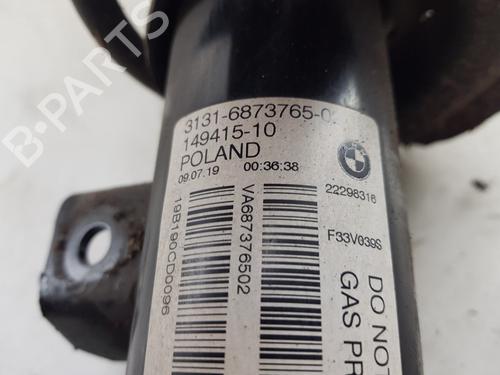 3131-6873765-0
149415-10
POLAND
09.07.19 00:36:38
22298316
F33V039S
VA687376502
19B190CD0096
DO NOT
GAS PR
B-PARTS